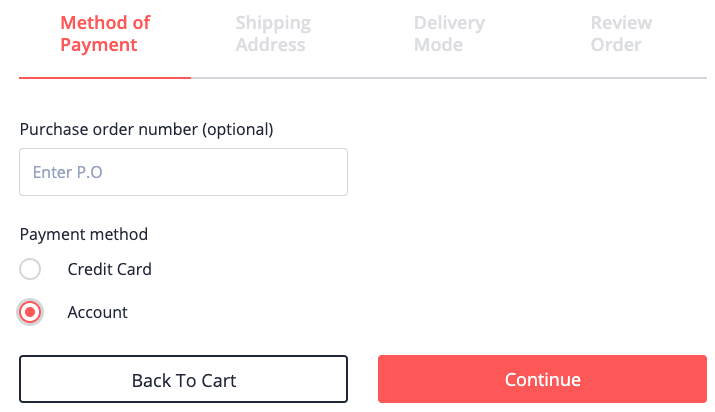 Method of
Payment
Shipping
Address
Delivery
Mode
Review
Order
Purchase order number (optional)
Enter P.O
Payment method
Credit Card
Account
Back To Cart
Continue